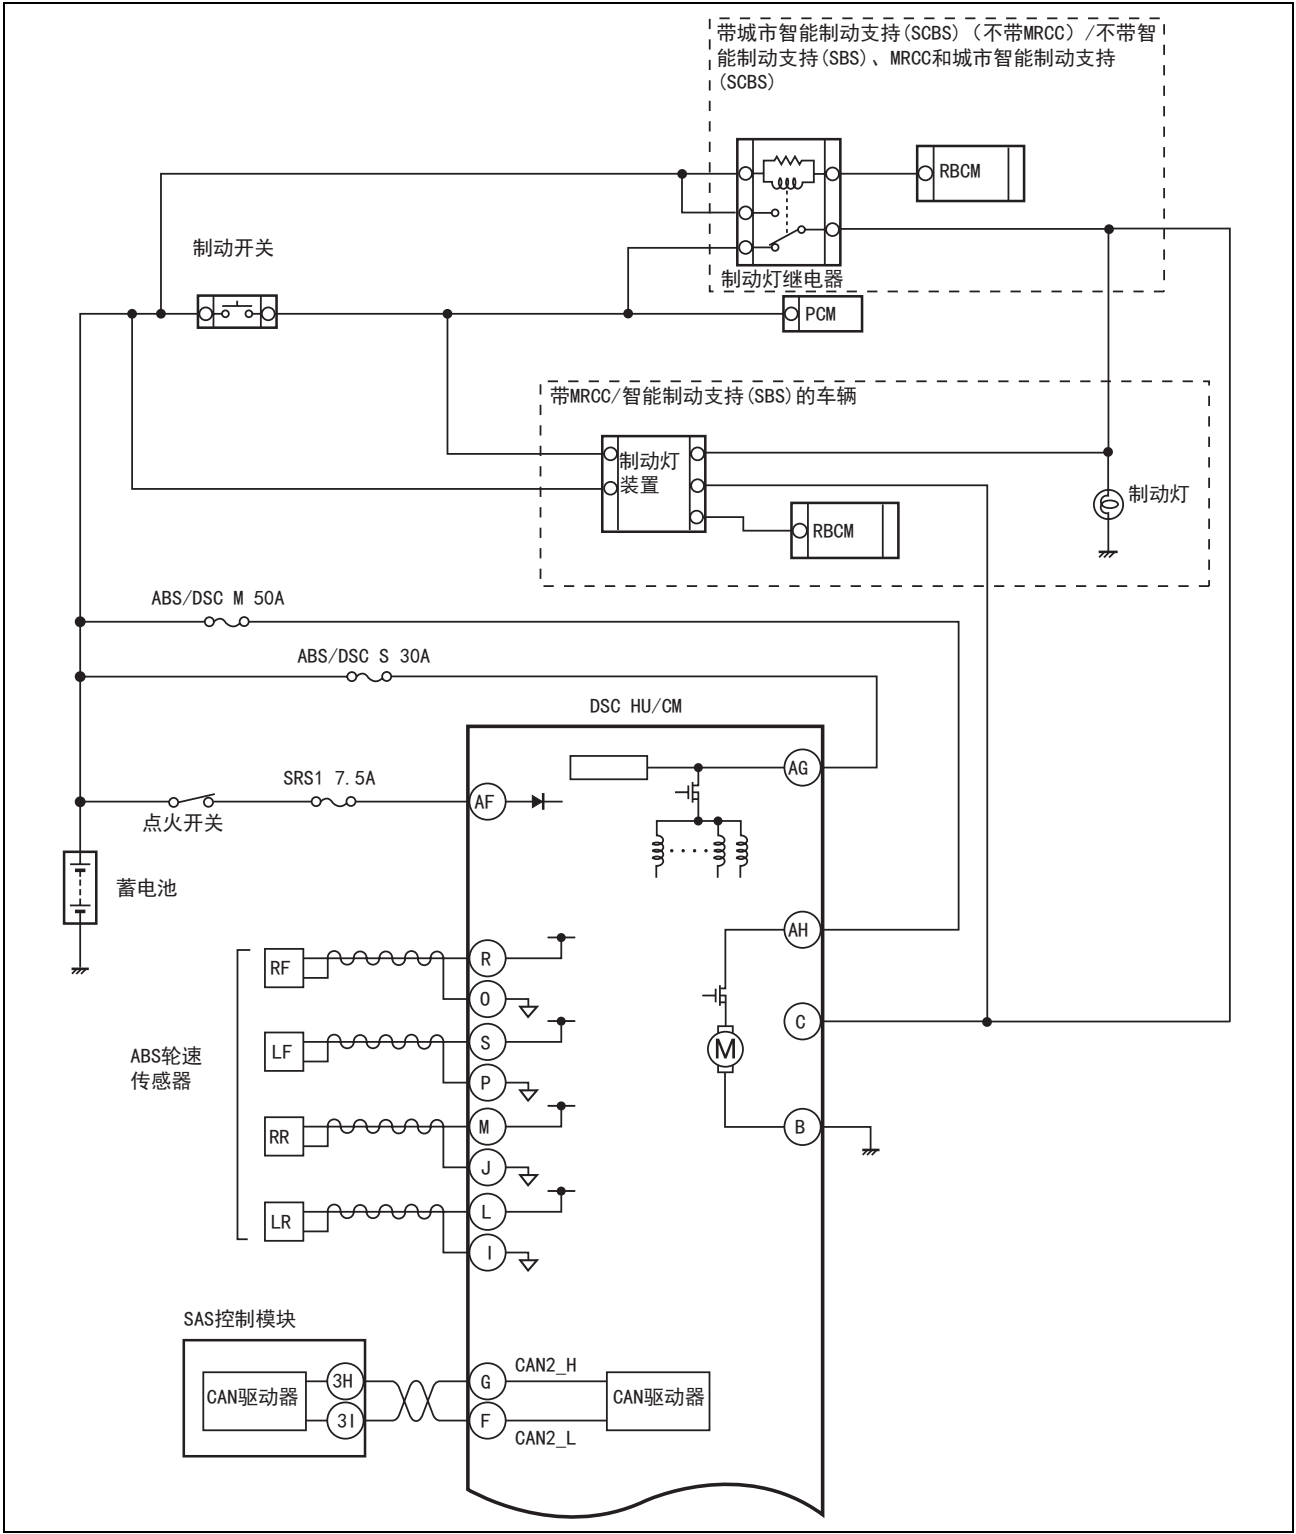 带城市智能制动支持(SCBS)（不带MRCC）/不带智
能制动支持(SBS)、MRCC和城市智能制动支持
(SCBS)
RBCM
制动开关
制动灯继电器
PCM
带MRCC/智能制动支持(SBS)的车辆
制动灯
装置
制动灯
RBCM
ABS/DSC M 50A
ABS/DSC S 30A
DSC HU/CM
AG
SRS1 7.5A
AF
点火开关
蓄电池
AH
RF
R
O
C
LF
S
M
ABS轮速
传感器
P
RR
M
B
J
LR
L
I
SAS控制模块
CAN2_H
CAN驱动器
3H
G
CAN驱动器
3I
F
CAN2_L